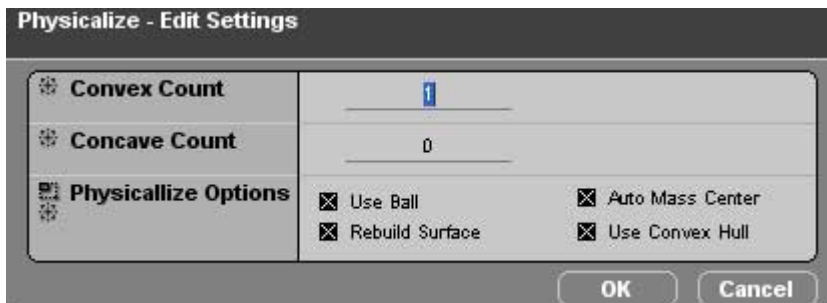 Physicalize - Edit Settings
Convex Count 1
Concave Count 0
Physicallize Options
Use Ball Auto Mass Center
Rebuild Surface Use Convex Hull
OK Cancel